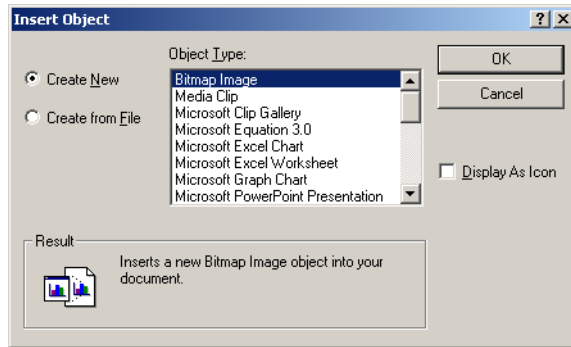 Insert Object
Object Type:
Create New
Create from File
Bitmap Image
Media Clip
Microsoft Clip Gallery
Microsoft Equation 3.0
Microsoft Excel Chart
Microsoft Excel Worksheet
Microsoft Graph Chart
Microsoft PowerPoint Presentation
OK
Cancel
Display As Icon
Result
Inserts a new Bitmap Image object into your
document.